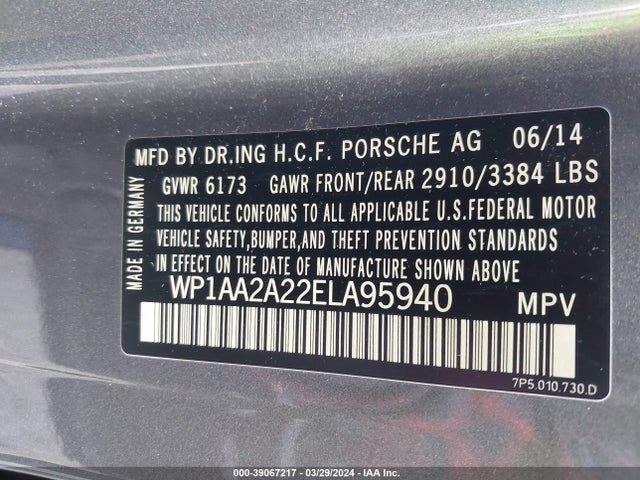 MFD BY DR.ING H.C.F. PORSCHE AG 06/14
GVWR 6173 GAWR FRONT/REAR 2910/3384 LBS
THIS VEHICLE CONFORMS TO ALL APPLICABLE U.S.FEDERAL MOTOR
VEHICLE SAFETY,BUMPER,AND THEFT PREVENTION STANDARDS
IN EFFECT ON THE DATE OF MANUFACTURE SHOWN ABOVE
WP1AA2A22ELA95940 MPV
7P5.010.730.D
MADE IN GERMANY
000-39067217 | 03/29/2024 | IAA Inc.